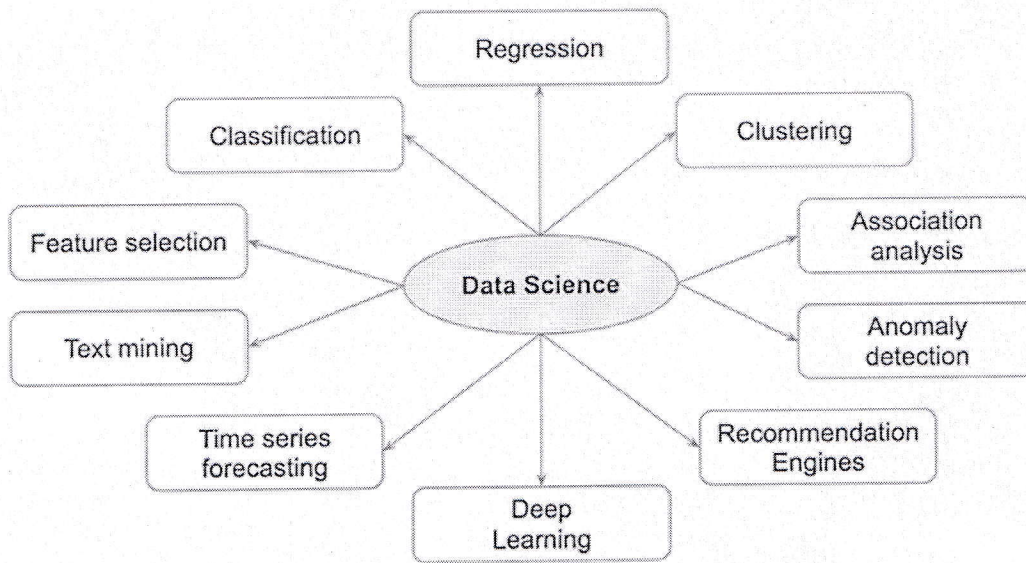 Regression
Classification
Clustering
Feature selection
Association
analysis
Data Science
Text mining
Anomaly
detection
Time series
forecasting
Recommendation
Engines
Deep
Learning